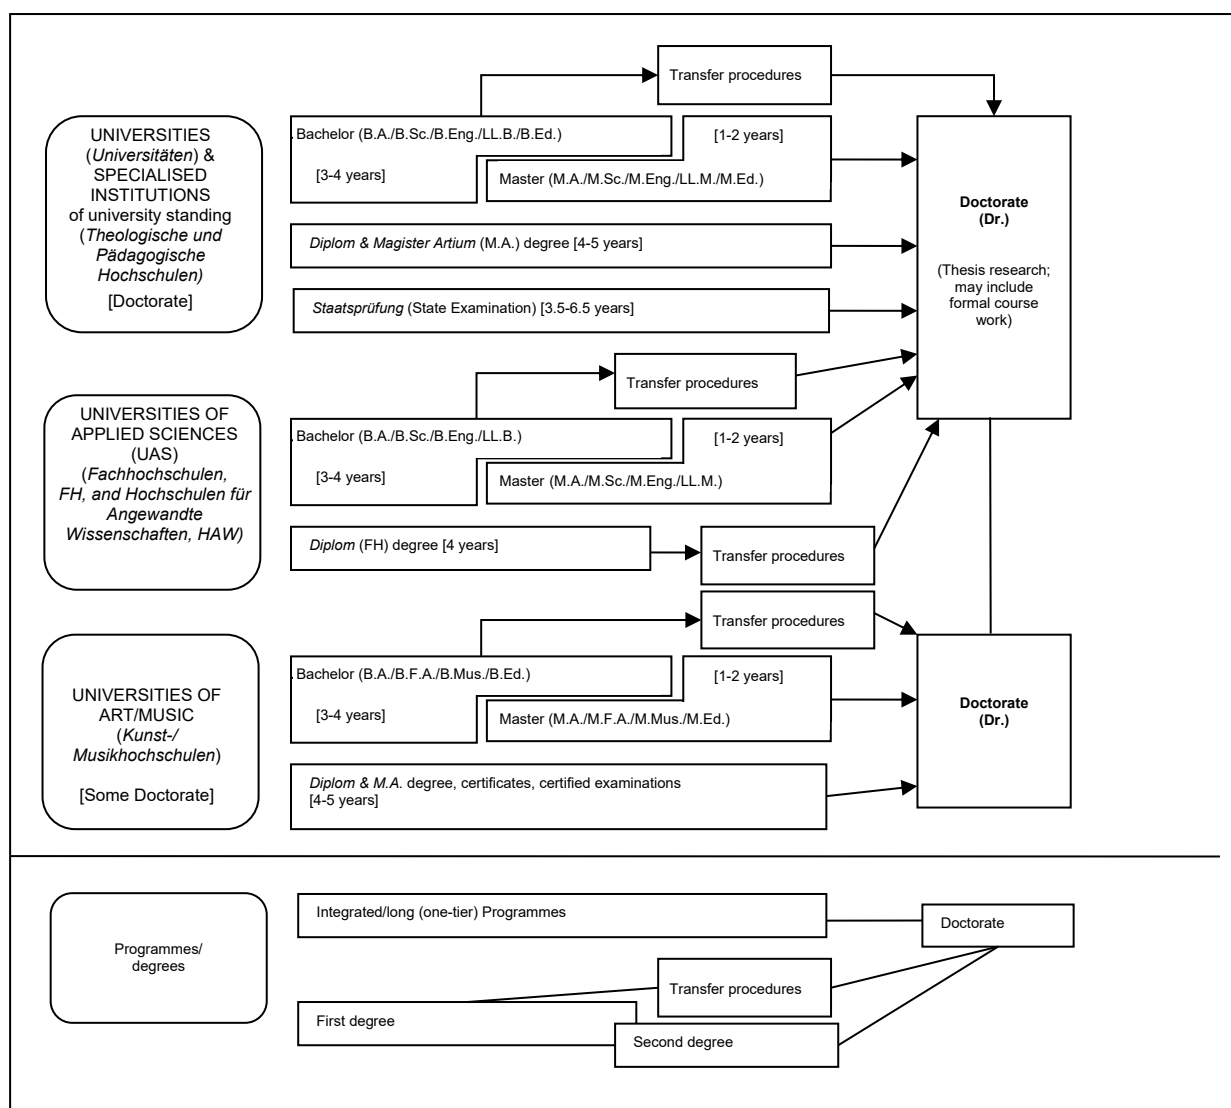 Transfer procedures
UNIVERSITIES
(Universitäten) &
SPECIALISED
INSTITUTIONS
of university standing
(Theologische und
Pädagogische
Hochschulen)
[Doctorate]
. Bachelor (B.A./B.Sc./B.Eng./LL.B./B.Ed.)
[3-4 years]
[1-2 years]
Master (M.A./M.Sc./M.Eng./LL.M./M.Ed.)
Diplom & Magister Artium (M.A.) degree [4-5 years]
Staatsprüfung (State Examination) [3.5-6.5 years]
Doctorate
(Dr.)
(Thesis research;
may include
formal course
work)
Transfer procedures
UNIVERSITIES OF
APPLIED SCIENCES
(UAS)
(Fachhochschulen,
FH, and Hochschulen für
Angewandte
Wissenschaften, HAW)
. Bachelor (B.A./B.Sc./B.Eng./LL.B.)
[3-4 years]
[1-2 years]
Master (M.A./M.Sc./M.Eng./LL.M.)
Diplom (FH) degree [4 years]
Transfer procedures
Transfer procedures
UNIVERSITIES OF
ART/MUSIC
(Kunst-/
Musikhochschulen)
[Some Doctorate]
. Bachelor (B.A./B.F.A./B.Mus./B.Ed.)
[3-4 years]
[1-2 years]
Master (M.A./M.F.A./M.Mus./M.Ed.)
Diplom & M.A. degree, certificates, certified examinations
[4-5 years]
Doctorate
(Dr.)
Programmes/
degrees
Integrated/long (one-tier) Programmes
Doctorate
Transfer procedures
First degree
Second degree